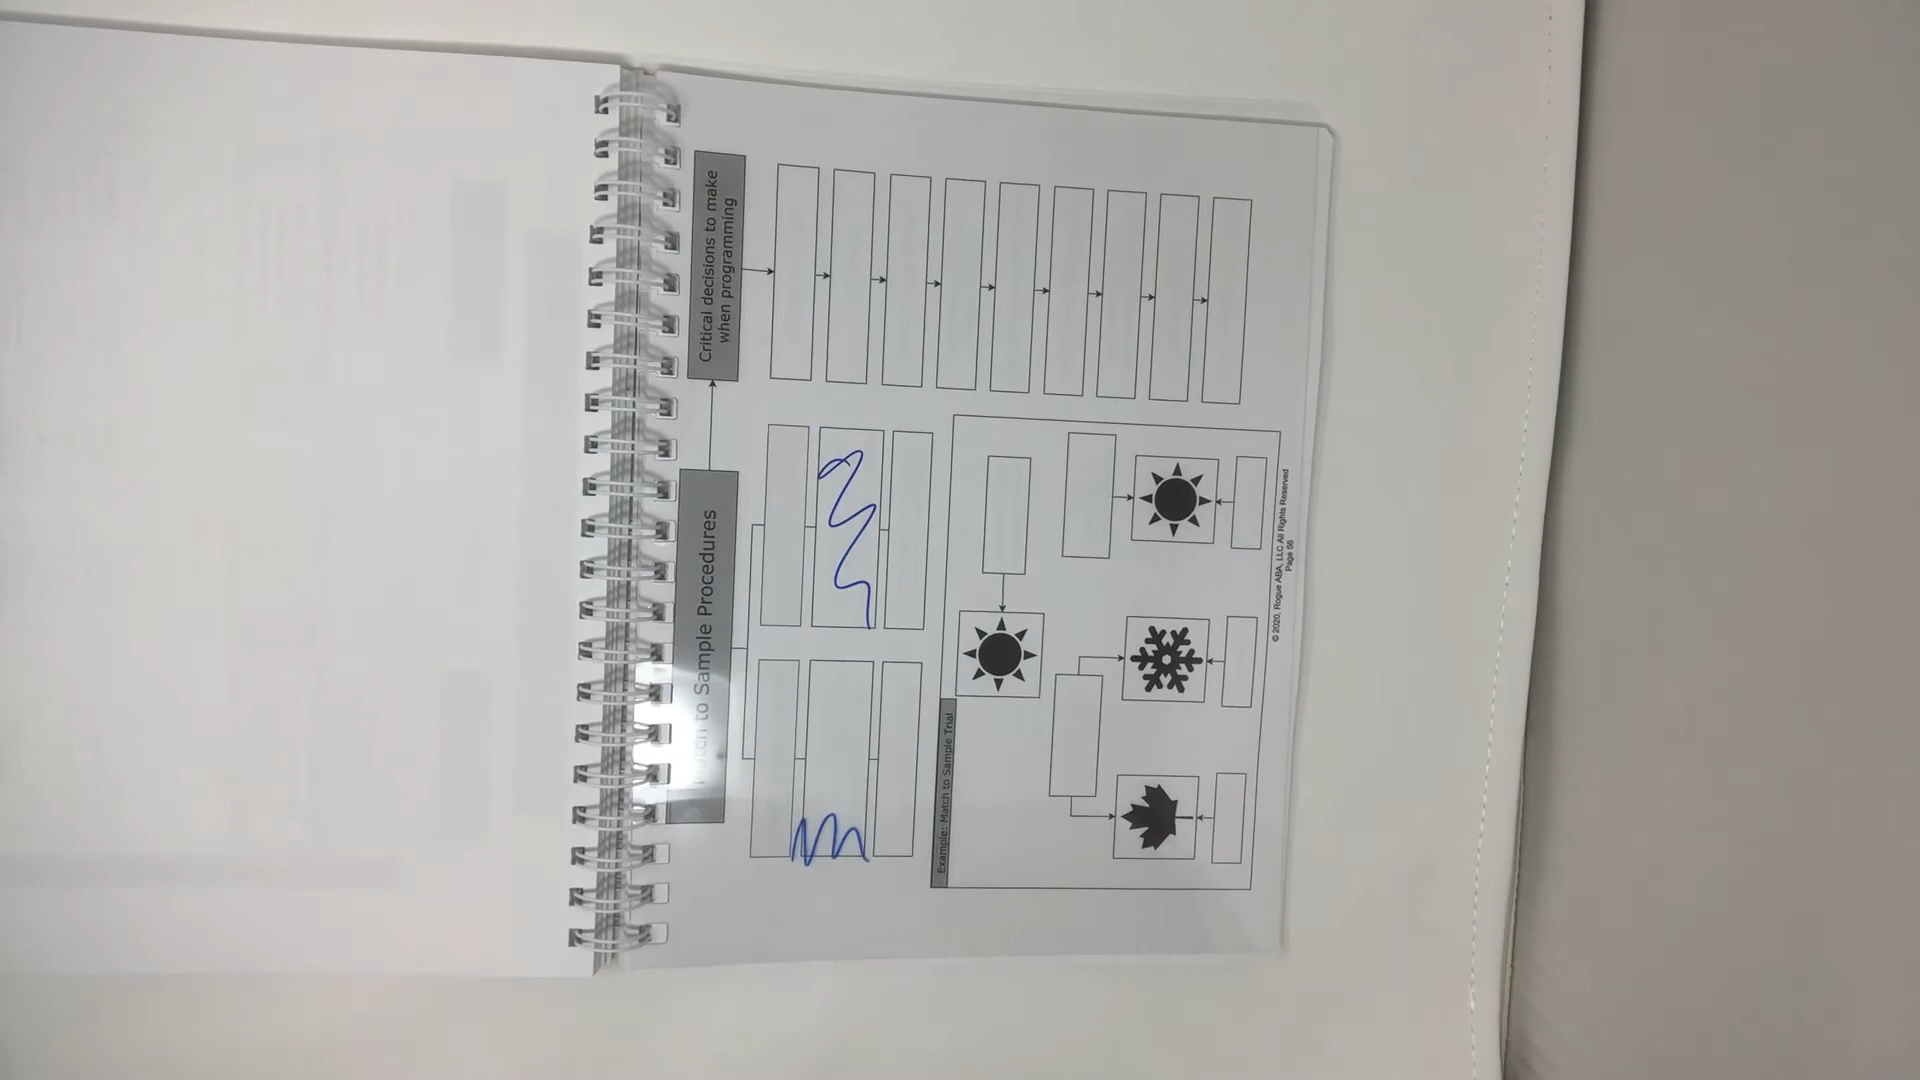 Match to Sample Procedures
Critical decisions to make
when programming
Example: Match to Sample Trial
© 2020, Rogue ABA, LLC All Rights Reserved
Page 56